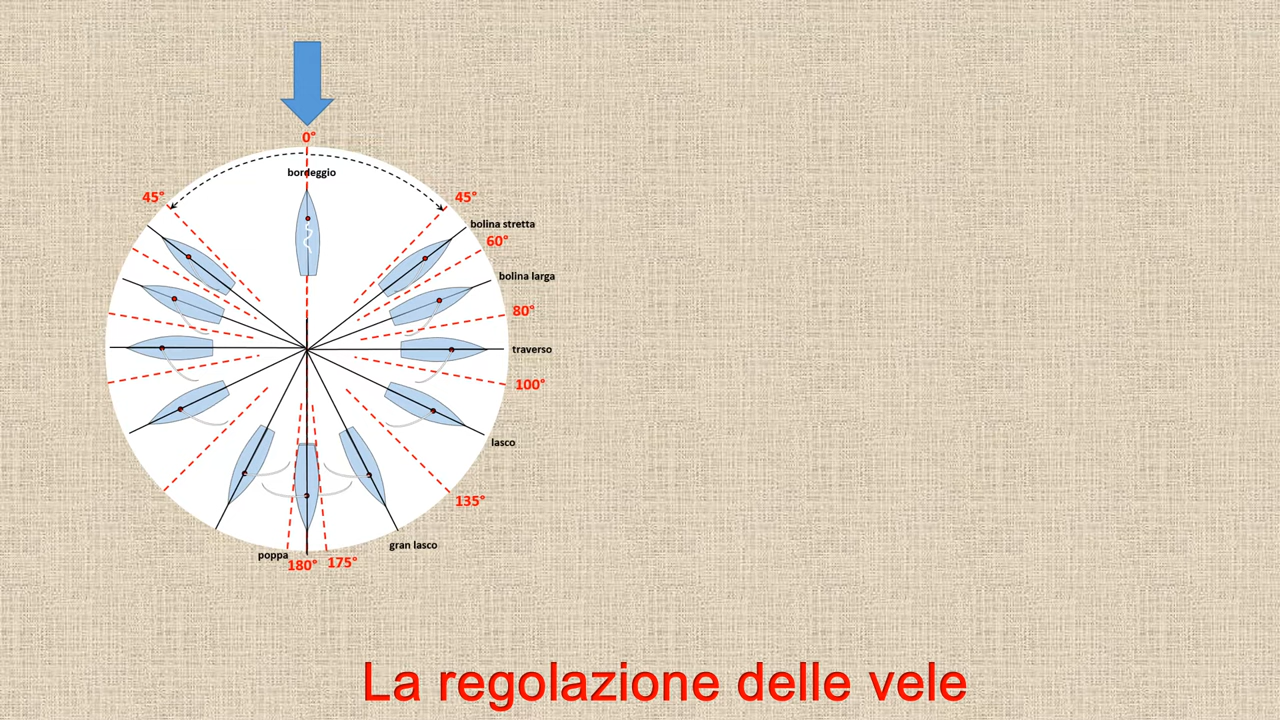 0°
bordeggio
45°
45°
bolina stretta
60°
bolina larga
80°
traverso
100°
lasco
135°
gran lasco
poppa
180°
175°
La regolazione delle vele